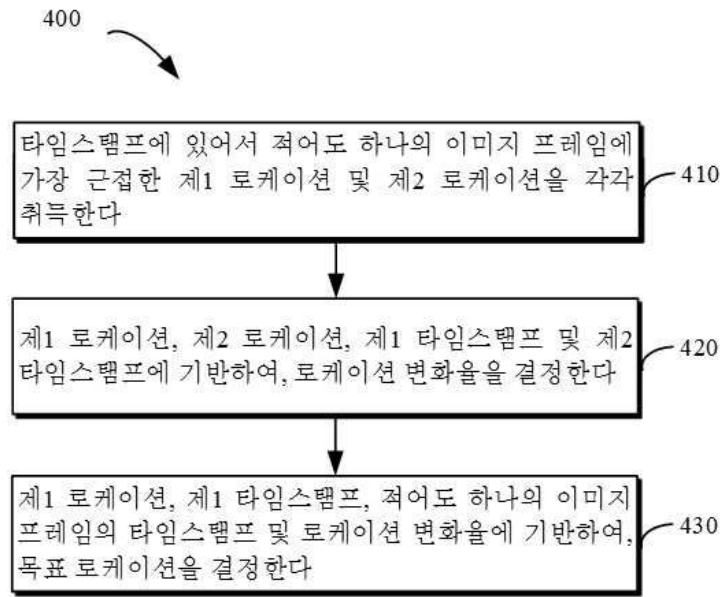 400
타임스탬프에 있어서 적어도 하나의 이미지 프레임에
가장 근접한 제1 로케이션 및 제2 로케이션을 각각
취득한다
410
제1 로케이션, 제2 로케이션, 제1 타임스탬프 및 제2
타임스탬프에 기반하여, 로케이션 변화율을 결정한다
420
제1 로케이션, 제1 타임스탬프, 적어도 하나의 이미지
프레임의 타임스탬프 및 로케이션 변화율에 기반하여,
목표 로케이션을 결정한다
430